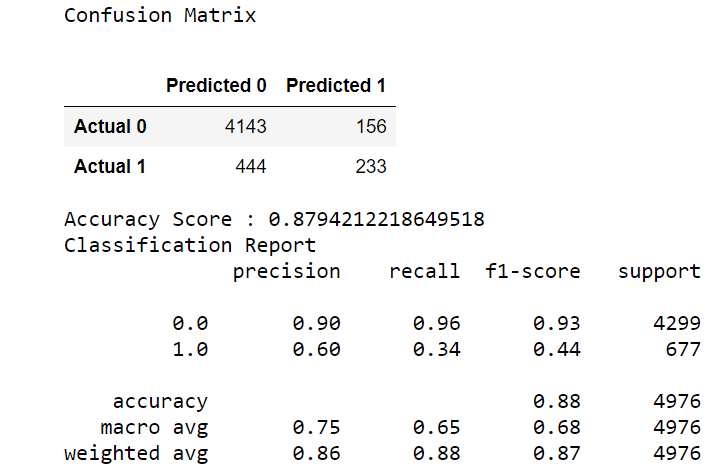 Confusion Matrix
Predicted 0 Predicted 1
Actual 0 4143 156
Actual 1 444 233
Accuracy Score : 0.8794212218649518
Classification Report
precision recall f1-score support
0.0 0.90 0.96 0.93 4299
1.0 0.60 0.34 0.44 677
accuracy 0.88 4976
macro avg 0.75 0.65 0.68 4976
weighted avg 0.86 0.88 0.87 4976